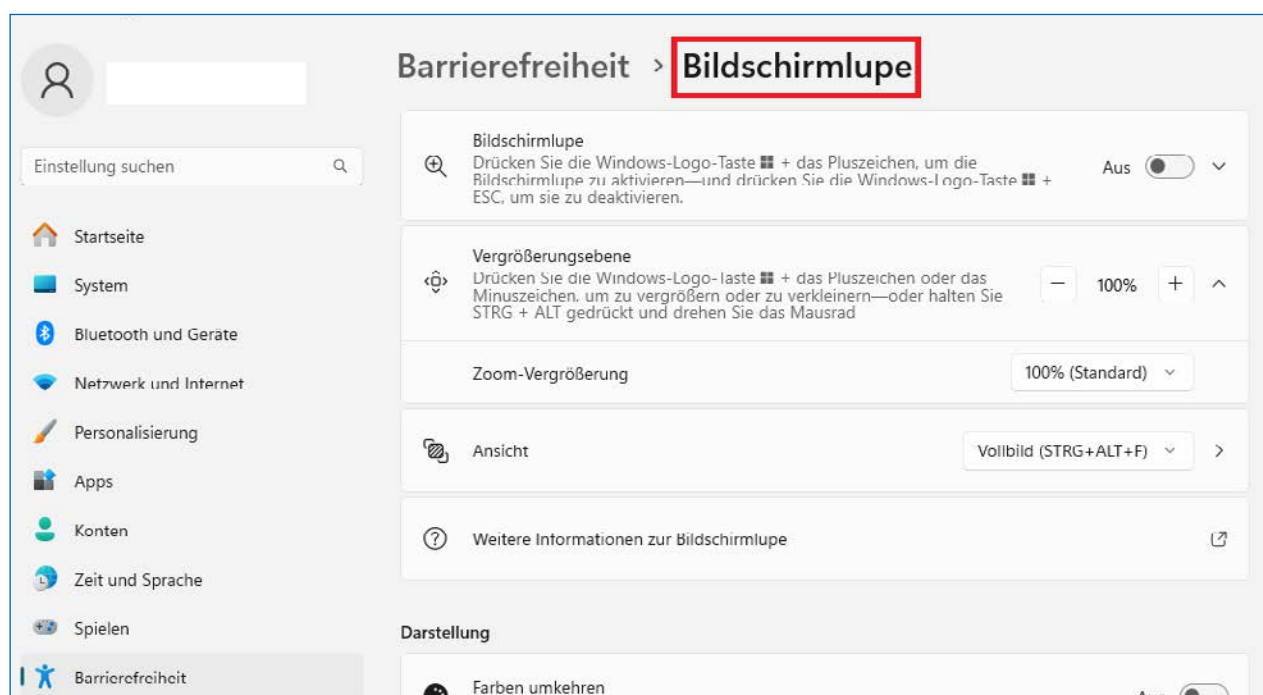 Barrierefreiheit > Bildschirmlupe
Einstellung suchen
Startseite
System
Bluetooth und Geräte
Netzwerk und Internet
Personalisierung
Apps
Konten
Zeit und Sprache
Spielen
Barrierefreiheit
Bildschirmlupe
Drücken Sie die Windows-Logo-Taste + das Pluszeichen, um die
Bildschirmlupe zu aktivieren—und drücken Sie die Windows-Logo-Taste +
ESC, um sie zu deaktivieren.
Aus
Vergrößerungsebene
Drücken Sie die Windows-Logo-Taste + das Pluszeichen oder das
Minuszeichen, um zu vergrößern oder zu verkleinern—oder halten Sie
STRG + ALT gedrückt und drehen Sie das Mausrad
100%
Zoom-Vergrößerung
100% (Standard)
Ansicht
Vollbild (STRG+ALT+F)
Weitere Informationen zur Bildschirmlupe
Darstellung
Farben umkehren
Aus